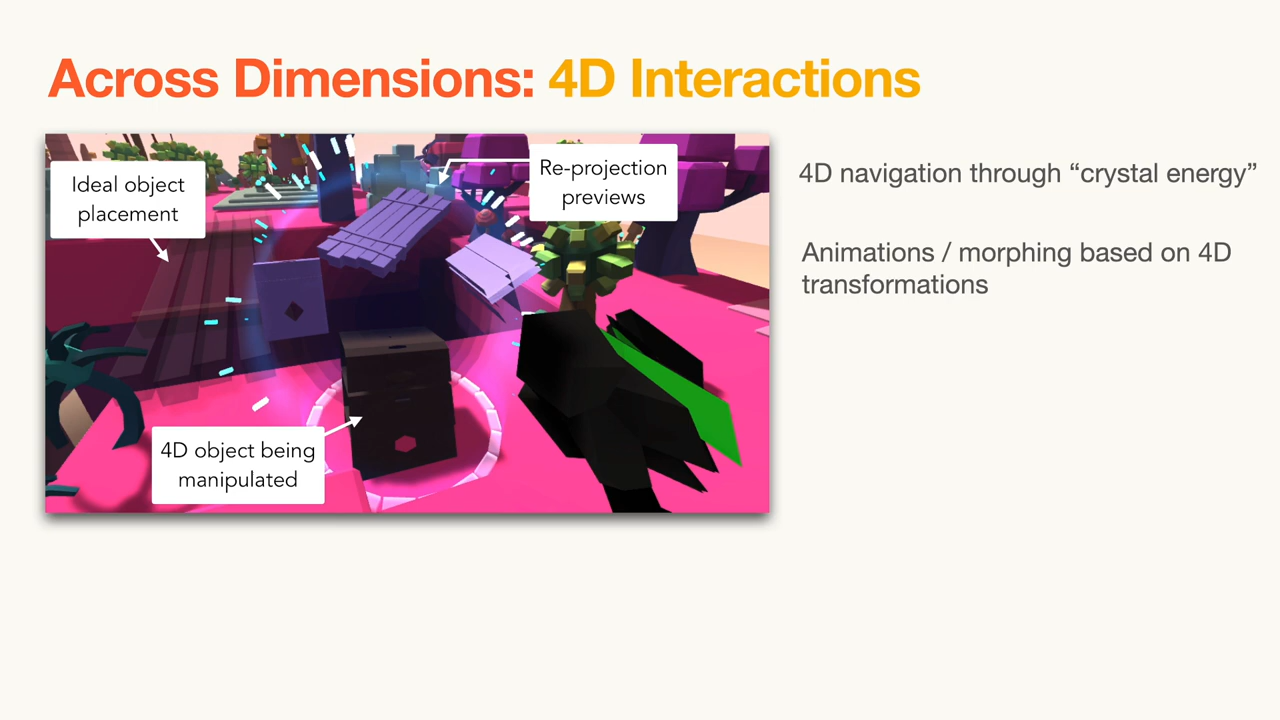 Across Dimensions: 4D Interactions
Ideal object
placement
Re-projection
previews
4D object being
manipulated
4D navigation through “crystal energy”
Animations / morphing based on 4D
transformations